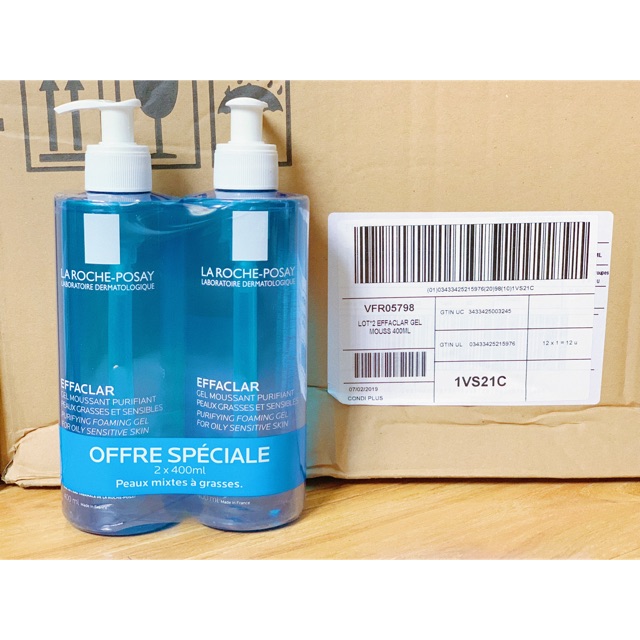 LA ROCHE-POSAY
LABORATOIRE DERMATOLOGIQUE
EFFACLAR
GEL MOUSSANT PURIFIANT
PEAUX GRASSES ET SENSIBLES
PURIFYING FOAMING GEL
FOR OILY SENSITIVE SKIN
LA ROCHE-POSAY
LABORATOIRE DERMATOLOGIQUE
EFFACLAR
GEL MOUSSANT PURIFIANT
PEAUX GRASSES ET SENSIBLES
PURIFYING FOAMING GEL
FOR OILY SENSITIVE SKIN
OFFRE SPÉCIALE
2 x 400ml
Peaux mixtes à grasses.
Made in France
Made in France
(01)03433425215976(20)98(10)1VS21C
VFR05798
LOT*2 EFFACLAR GEL
MOUSS 400ML
07/02/2019
CONDI PLUS
GTIN UC 3433425003245
GTIN UL 03433425215976
12 x 1 = 12 u
1VS21C